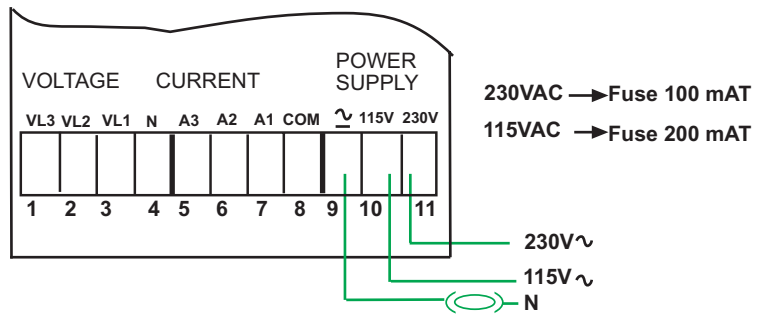 VOLTAGE CURRENT POWER SUPPLY
VL3 VL2 VL1 N A3 A2 A1 COM ~ 115V 230V
1 2 3 4 5 6 7 8 9 10 11
230VAC → Fuse 100 mAT
115VAC → Fuse 200 mAT
230V ~
115V ~
N